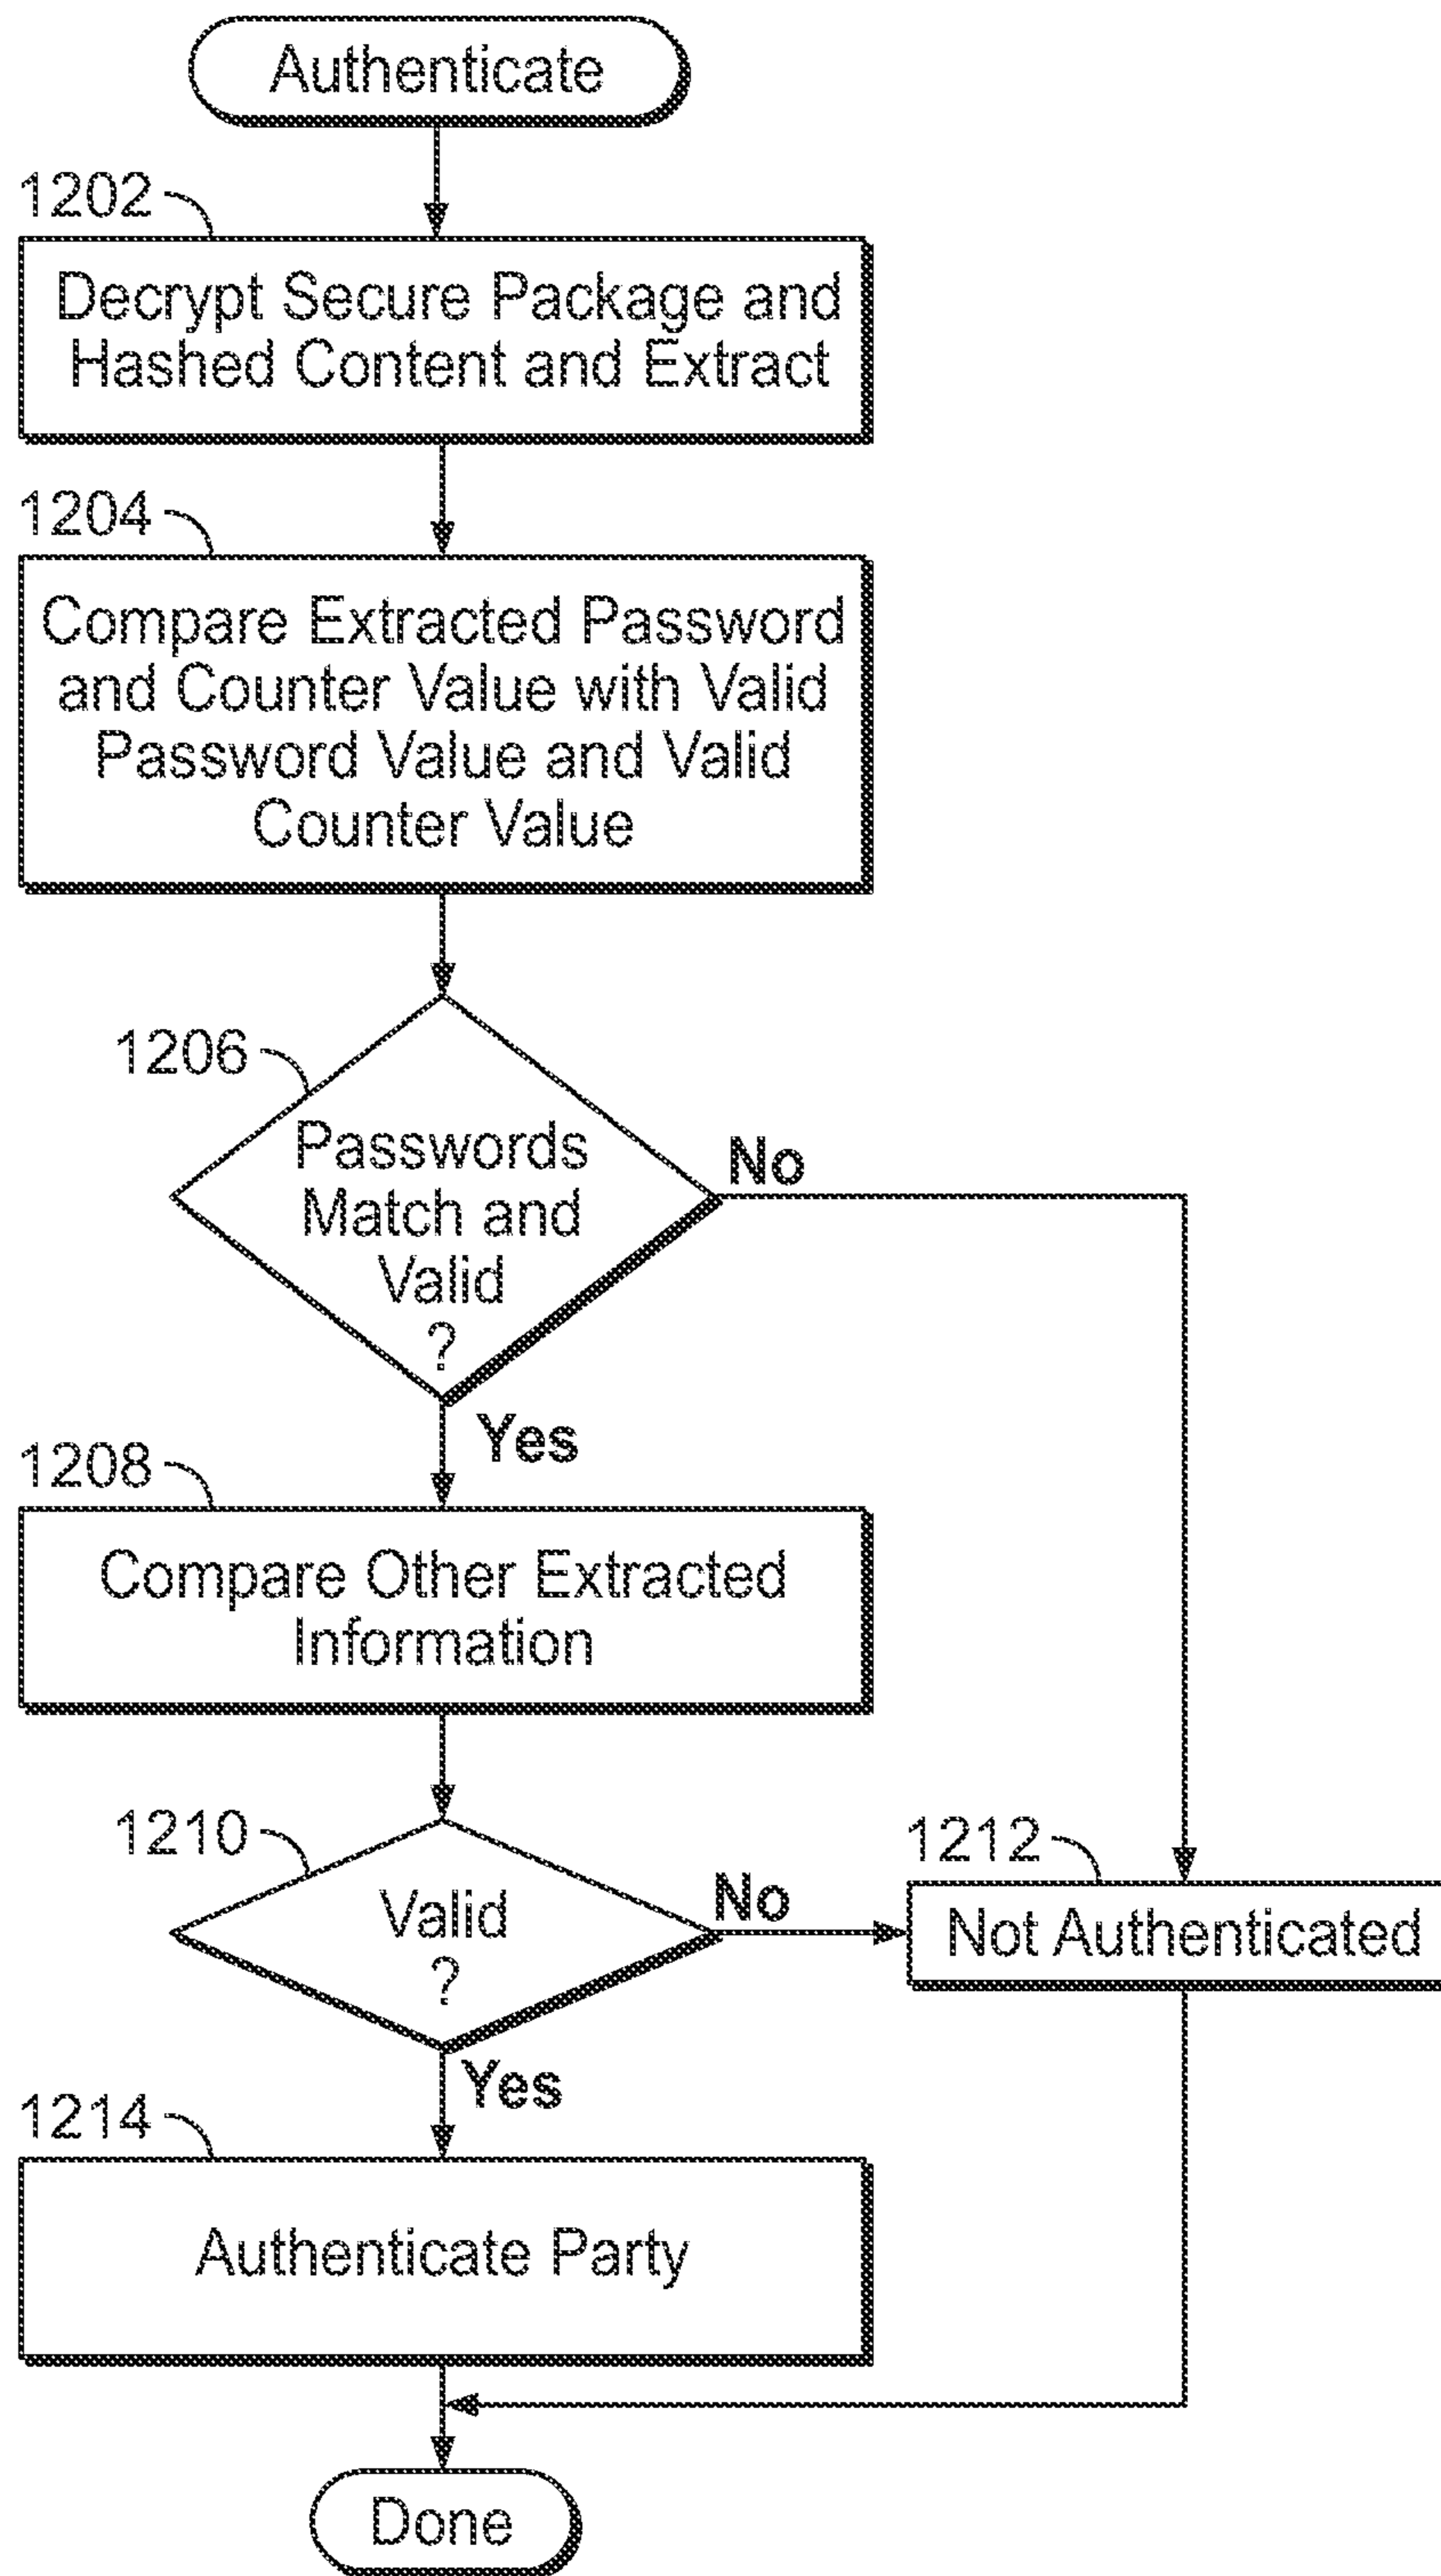 Authenticate
1202
Decrypt Secure Package and
Hashed Content and Extract
1204
Compare Extracted Password
and Counter Value with Valid
Password Value and Valid
Counter Value
1206
Passwords
Match and
Valid
?
No
Yes
1208
Compare Other Extracted
Information
1210
Valid
?
No
1212
Not Authenticated
Yes
1214
Authenticate Party
Done